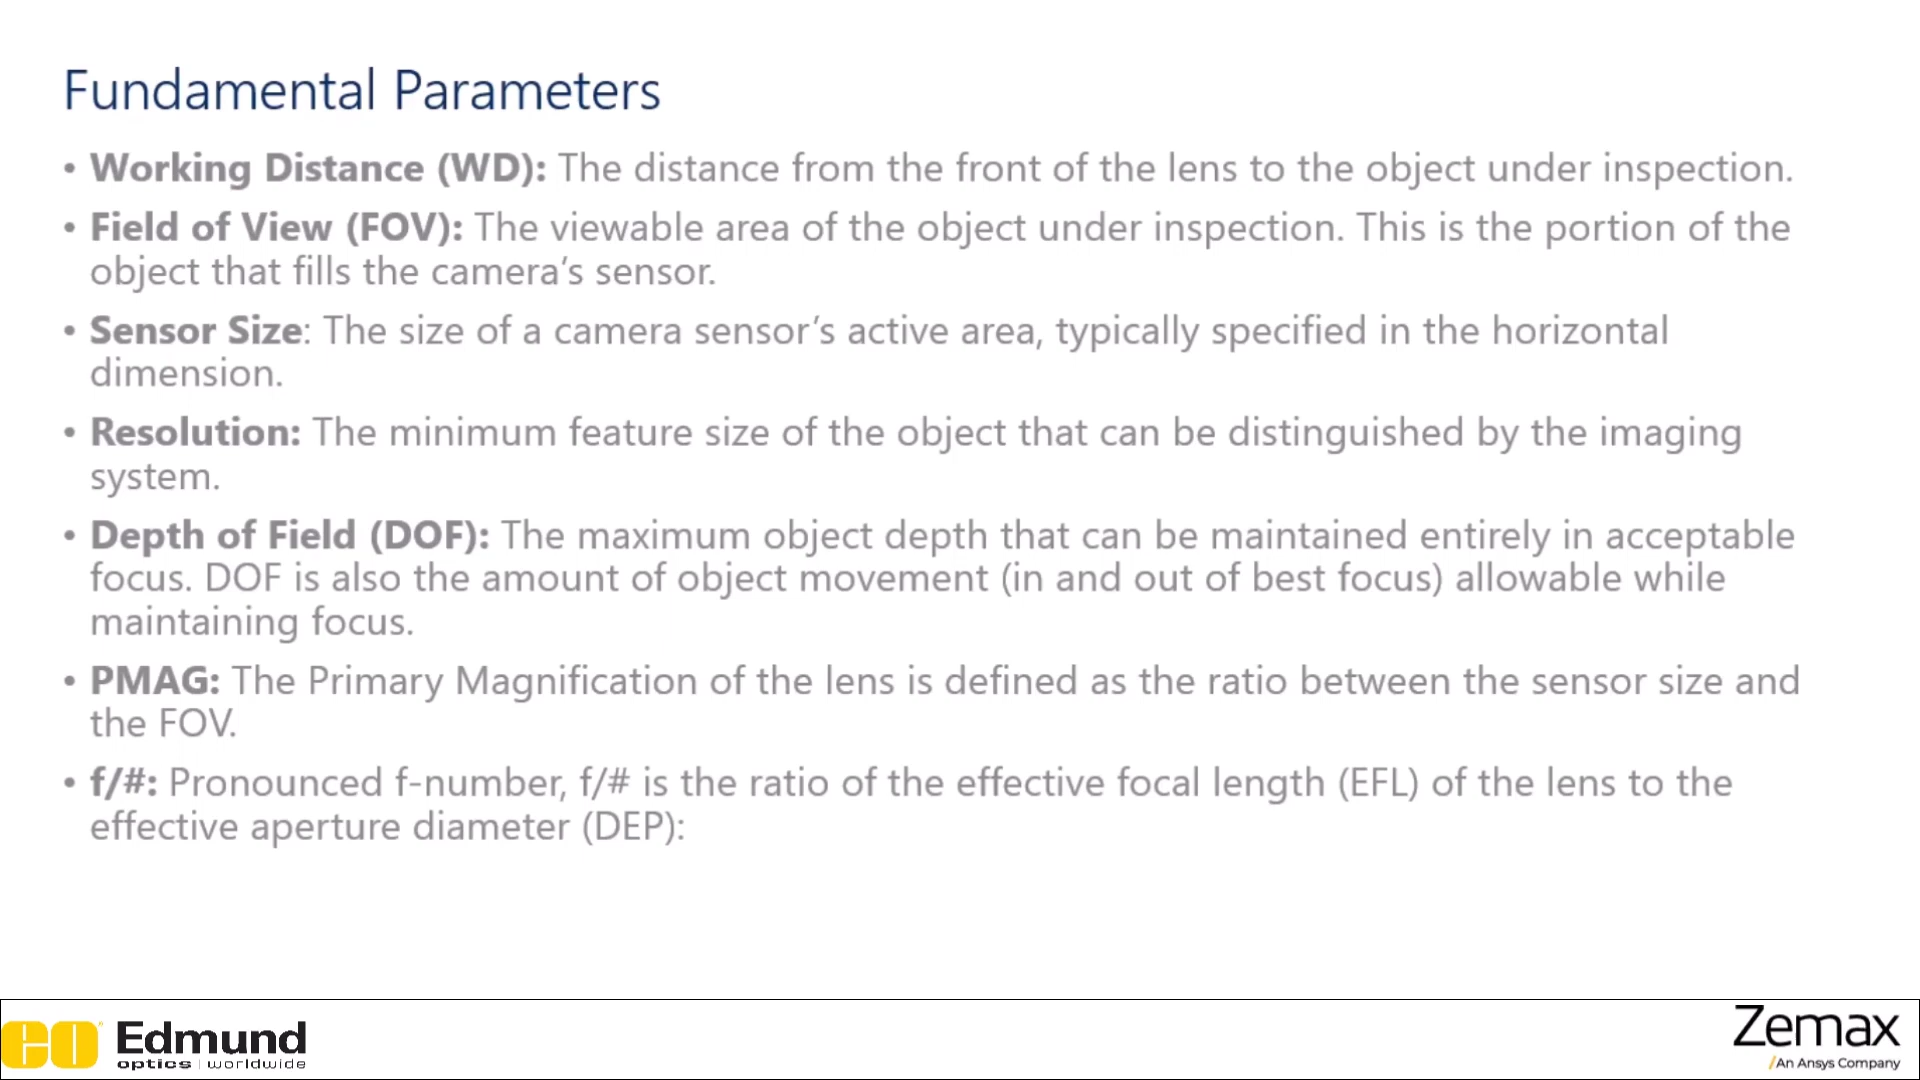 Fundamental Parameters
• Working Distance (WD): The distance from the front of the lens to the object under inspection.
• Field of View (FOV): The viewable area of the object under inspection. This is the portion of the
object that fills the camera's sensor.
• Sensor Size: The size of a camera sensor's active area, typically specified in the horizontal
dimension.
• Resolution: The minimum feature size of the object that can be distinguished by the imaging
system.
• Depth of Field (DOF): The maximum object depth that can be maintained entirely in acceptable
focus. DOF is also the amount of object movement (in and out of best focus) allowable while
maintaining focus.
• PMAG: The Primary Magnification of the lens is defined as the ratio between the sensor size and
the FOV.
• f/#: Pronounced f-number, f/# is the ratio of the effective focal length (EFL) of the lens to the
effective aperture diameter (DEP):
EO Edmund
optics | worldwide
Zemax
/An Ansys Company